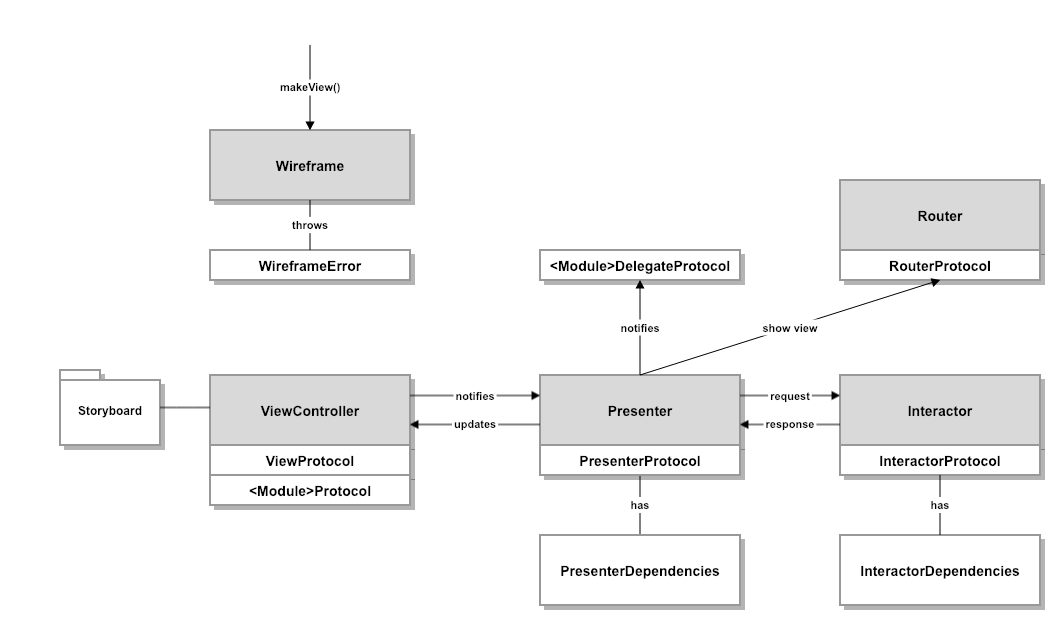 makeView()
Wireframe
throws
WireframeError
Router
RouterProtocol
<Module>DelegateProtocol
notifies
show view
Storyboard
ViewController
ViewProtocol
<Module>Protocol
notifies
updates
Presenter
PresenterProtocol
request
response
Interactor
InteractorProtocol
has
has
PresenterDependencies
InteractorDependencies